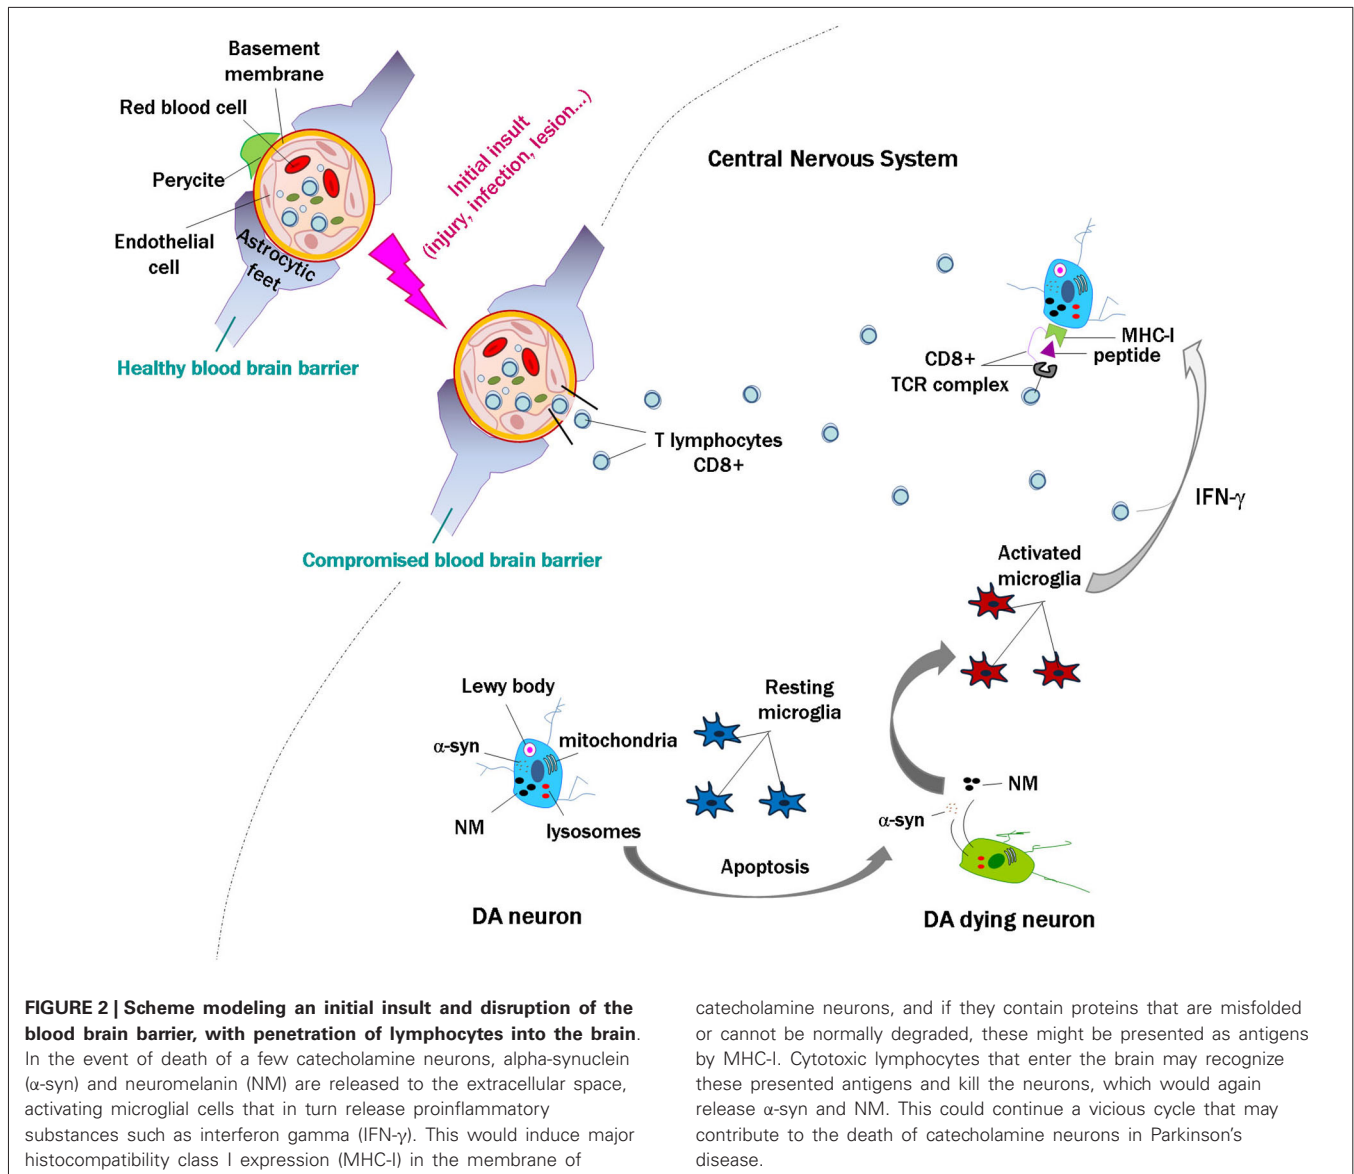 Basement
membrane
Red blood cell
Perycite
Endothelial
cell
Astrocytic
feet
Healthy blood brain barrier
Initial insult
(injury, infection, lesion...)
Central Nervous System
MHC-I
peptide
CD8+
TCR complex
T lymphocytes
CD8+
Compromised blood brain barrier
IFN-γ
Activated
microglia
Lewy body
α-syn
mitochondria
NM
lysosomes
Resting
microglia
NM
α-syn
Apoptosis
DA neuron
DA dying neuron
FIGURE 2 | Scheme modeling an initial insult and disruption of the
blood brain barrier, with penetration of lymphocytes into the brain.
In the event of death of a few catecholamine neurons, alpha-synuclein
(α-syn) and neuromelanin (NM) are released to the extracellular space,
activating microglial cells that in turn release proinflammatory
substances such as interferon gamma (IFN-γ). This would induce major
histocompatibility class I expression (MHC-I) in the membrane of
catecholamine neurons, and if they contain proteins that are misfolded
or cannot be normally degraded, these might be presented as antigens
by MHC-I. Cytotoxic lymphocytes that enter the brain may recognize
these presented antigens and kill the neurons, which would again
release α-syn and NM. This could continue a vicious cycle that may
contribute to the death of catecholamine neurons in Parkinson's
disease.